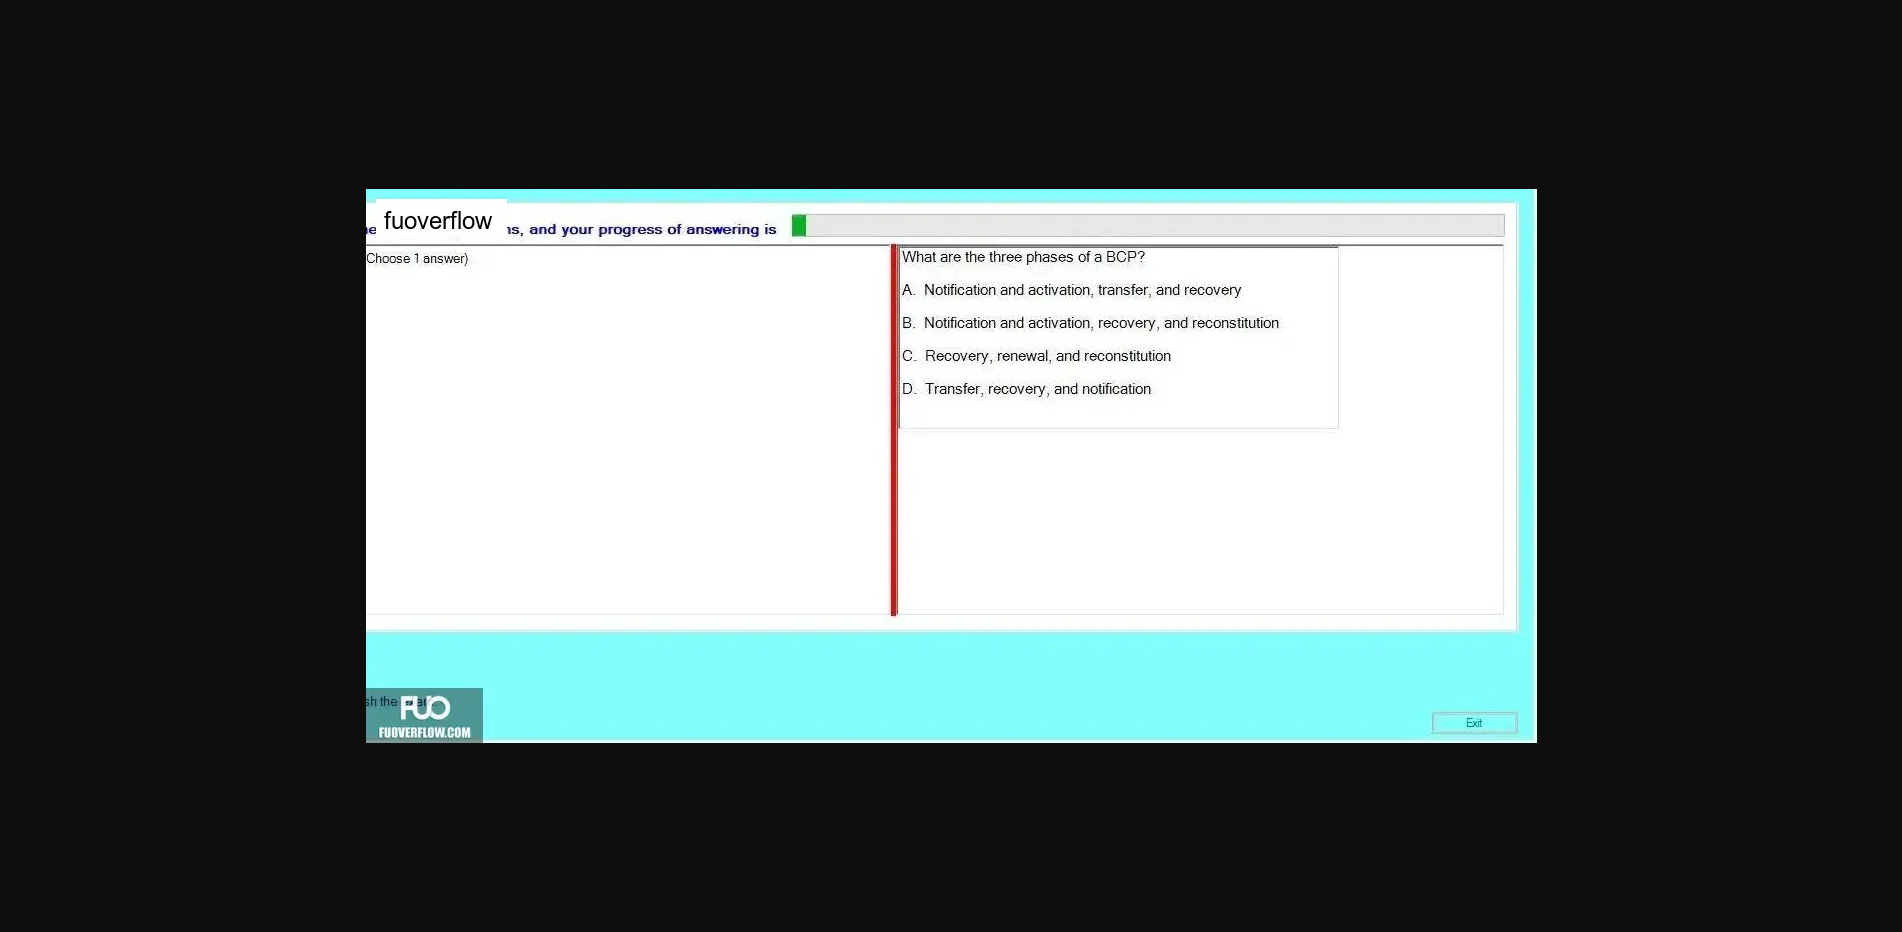 fuoverflow
ns, and your progress of answering is
Choose 1 answer)
What are the three phases of a BCP?
A. Notification and activation, transfer, and recovery
B. Notification and activation, recovery, and reconstitution
C. Recovery, renewal, and reconstitution
D. Transfer, recovery, and notification
sh the
FUO
FUOVERFLOW.COM
Exit